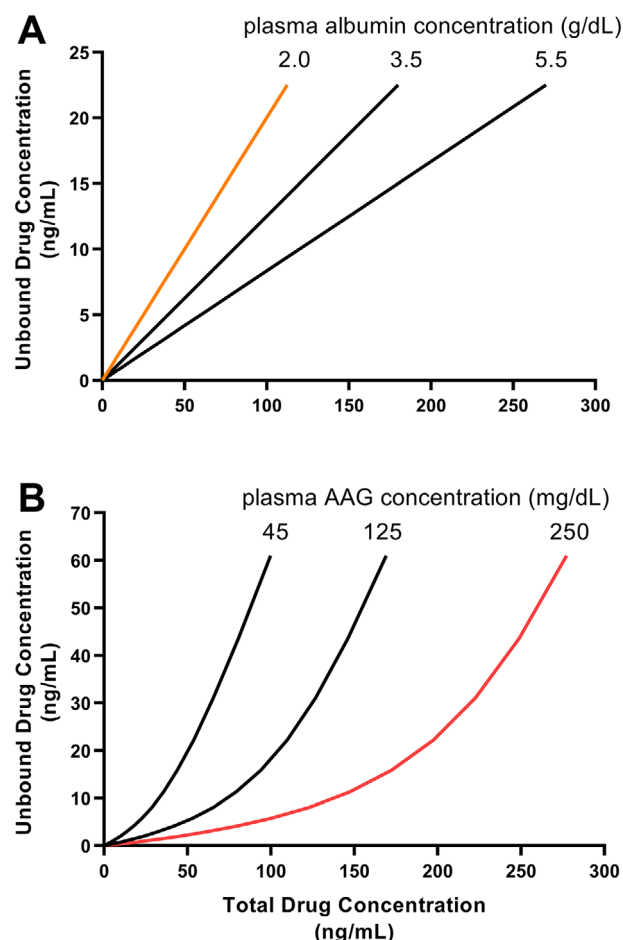 A
plasma albumin concentration (g/dL)
2.0 3.5 5.5
Unbound Drug Concentration
(ng/mL)
25
20
15
10
5
0
0 50 100 150 200 250 300
B
plasma AAG concentration (mg/dL)
45 125 250
Unbound Drug Concentration
(ng/mL)
70
60
50
40
30
20
10
0
0 50 100 150 200 250 300
Total Drug Concentration
(ng/mL)